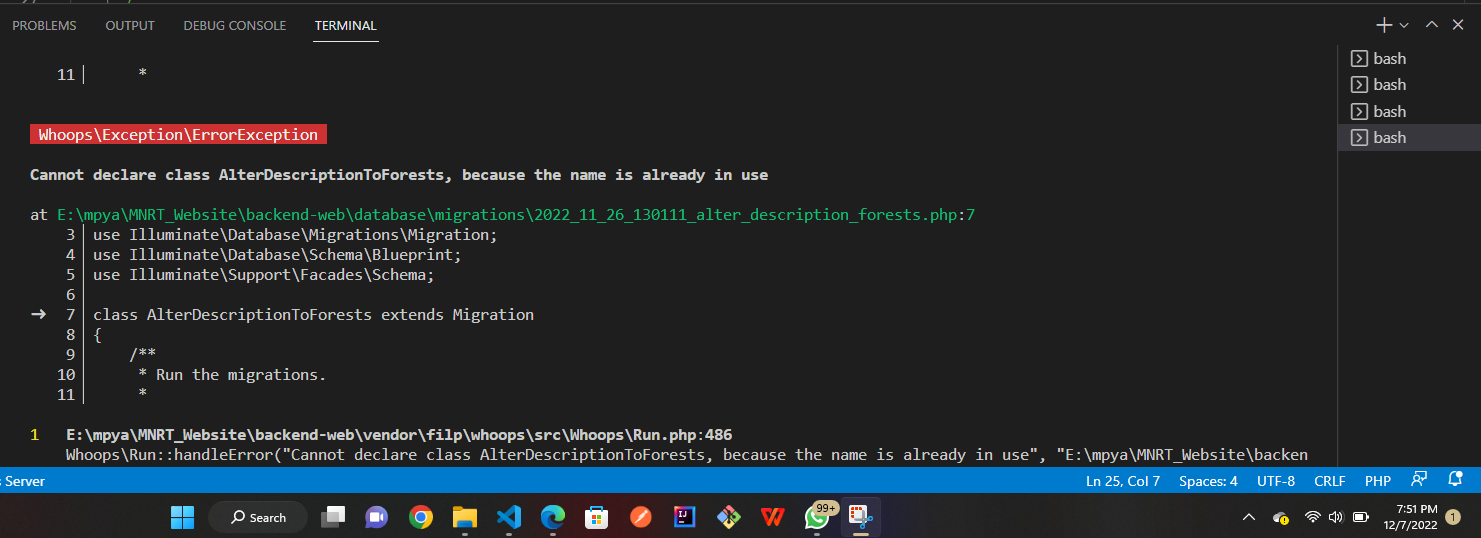 PROBLEMS OUTPUT DEBUG CONSOLE TERMINAL
11 *
bash
bash
bash
bash
Whoops\Exception\ErrorException
Cannot declare class AlterDescriptionToForests, because the name is already in use
at E:\mpya\MNRT_Website\backend-web\database\migrations\2022_11_26_130111_alter_description_forests.php:7
3 use Illuminate\Database\Migrations\Migration;
4 use Illuminate\Database\Schema\Blueprint;
5 use Illuminate\Support\Facades\Schema;
6
➜ 7 class AlterDescriptionToForests extends Migration
8 {
9 /**
10 * Run the migrations.
11 *
1 E:\mpya\MNRT_Website\backend-web\vendor\filp\whoops\src\Whoops\Run.php:486
Whoops\Run::handleError("Cannot declare class AlterDescriptionToForests, because the name is already in use", "E:\mpya\MNRT_Website\backen
Server Ln 25, Col 7 Spaces: 4 UTF-8 CRLF PHP
Search 99+ 7:51 PM
12/7/2022 1